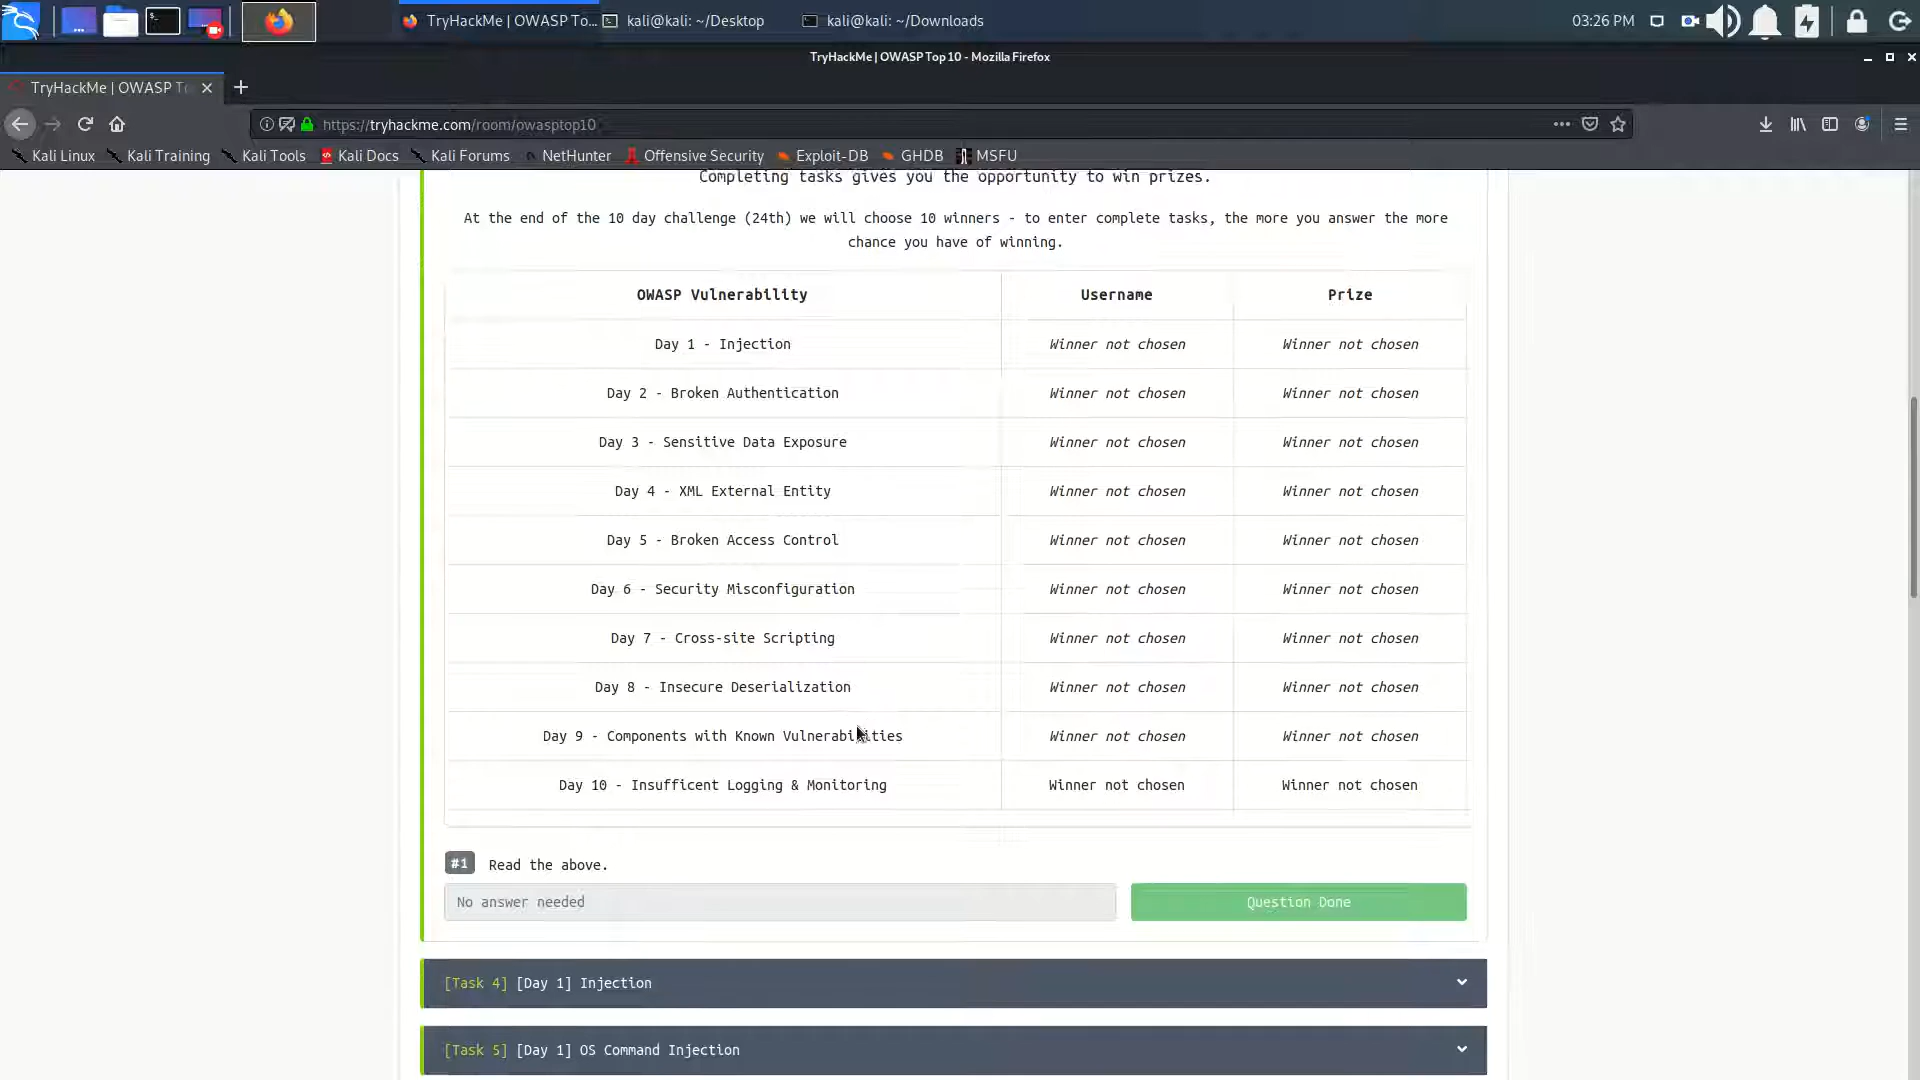 TryHackMe | OWASP To...
kali@kali: ~/Desktop
kali@kali: ~/Downloads
03:26 PM
TryHackMe | OWASP Top 10 - Mozilla Firefox
TryHackMe | OWASP To
https://tryhackme.com/room/owasptop10
Kali Linux
Kali Training
Kali Tools
Kali Docs
Kali Forums
NetHunter
Offensive Security
Exploit-DB
GHDB
MSFU
Completing tasks gives you the opportunity to win prizes.
At the end of the 10 day challenge (24th) we will choose 10 winners - to enter complete tasks, the more you answer the more
chance you have of winning.
OWASP Vulnerability Username Prize
Day 1 - Injection Winner not chosen Winner not chosen
Day 2 - Broken Authentication Winner not chosen Winner not chosen
Day 3 - Sensitive Data Exposure Winner not chosen Winner not chosen
Day 4 - XML External Entity Winner not chosen Winner not chosen
Day 5 - Broken Access Control Winner not chosen Winner not chosen
Day 6 - Security Misconfiguration Winner not chosen Winner not chosen
Day 7 - Cross-site Scripting Winner not chosen Winner not chosen
Day 8 - Insecure Deserialization Winner not chosen Winner not chosen
Day 9 - Components with Known Vulnerabilities Winner not chosen Winner not chosen
Day 10 - Insufficent Logging & Monitoring Winner not chosen Winner not chosen
#1 Read the above.
No answer needed
Question Done
[Task 4] [Day 1] Injection
[Task 5] [Day 1] OS Command Injection